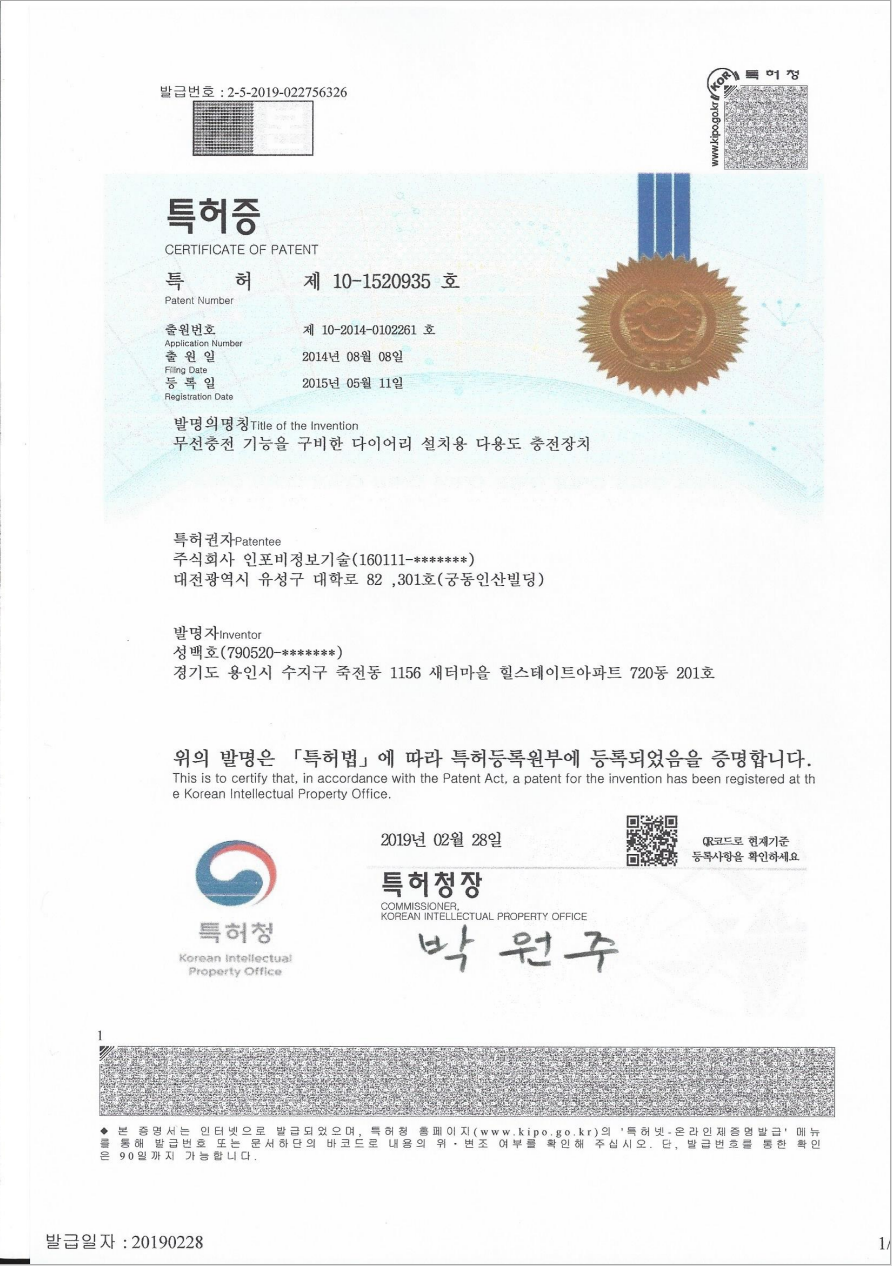 발급번호 : 2-5-2019-022756326
KOR 특허청
www.kipo.go.kr
특허증
CERTIFICATE OF PATENT
특 허 제 10-1520935 호
Patent Number
출원번호 제 10-2014-0102261 호
Application Number
출 원 일 2014년 08월 08일
Filing Date
등 록 일 2015년 05월 11일
Registration Date
발명의명칭Title of the Invention
무선충전 기능을 구비한 다이어리 설치용 다용도 충전장치
특허권자Patentee
주식회사 인포비정보기술(160111-*******)
대전광역시 유성구 대학로 82 ,301호(궁동인산빌딩)
발명자Inventor
성백호(790520-*******)
경기도 용인시 수지구 죽전동 1156 새터마을 힐스테이트아파트 720동 201호
위의 발명은 「특허법」에 따라 특허등록원부에 등록되었음을 증명합니다.
This is to certify that, in accordance with the Patent Act, a patent for the invention has been registered at th
e Korean Intellectual Property Office.
2019년 02월 28일
QR코드로 현재기준
등록사항을 확인하세요
특허청장
COMMISSIONER,
KOREAN INTELLECTUAL PROPERTY OFFICE
박원주
특허청
Korean Intellectual
Property Office
1
◆ 본 증명서는 인터넷으로 발급되었으며, 특허청 홈페이지(www.kipo.go.kr)의 '특허넷-온라인제증명발급' 메뉴
를 통해 발급번호 또는 문서하단의 바코드로 내용의 위·변조 여부를 확인해 주십시오. 단, 발급번호를 통한 확인
은 90일까지 가능합니다.
발급일자 : 20190228
1/